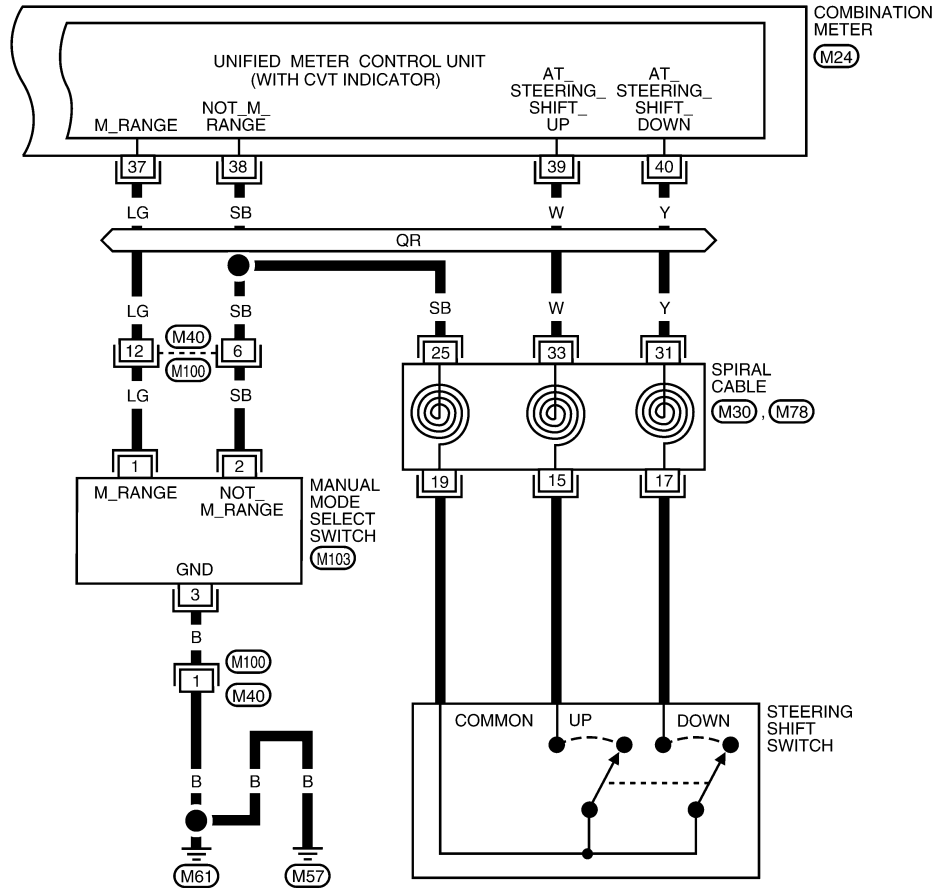 COMBINATION
METER
M24
UNIFIED METER CONTROL UNIT
(WITH CVT INDICATOR)
M_RANGE
NOT_M_
RANGE
AT_
STEERING_
SHIFT_
UP
AT_
STEERING_
SHIFT_
DOWN
37
38
39
40
LG
SB
W
Y
QR
LG
SB
SB
W
Y
12
M40
6
M100
25
33
31
SPIRAL
CABLE
M30 , M78
LG
SB
1
2
19
15
17
M_RANGE
NOT_
M_RANGE
MANUAL
MODE
SELECT
SWITCH
M103
GND
3
B
1
M100
M40
COMMON
UP
DOWN
STEERING
SHIFT
SWITCH
B
B
B
M61
M57